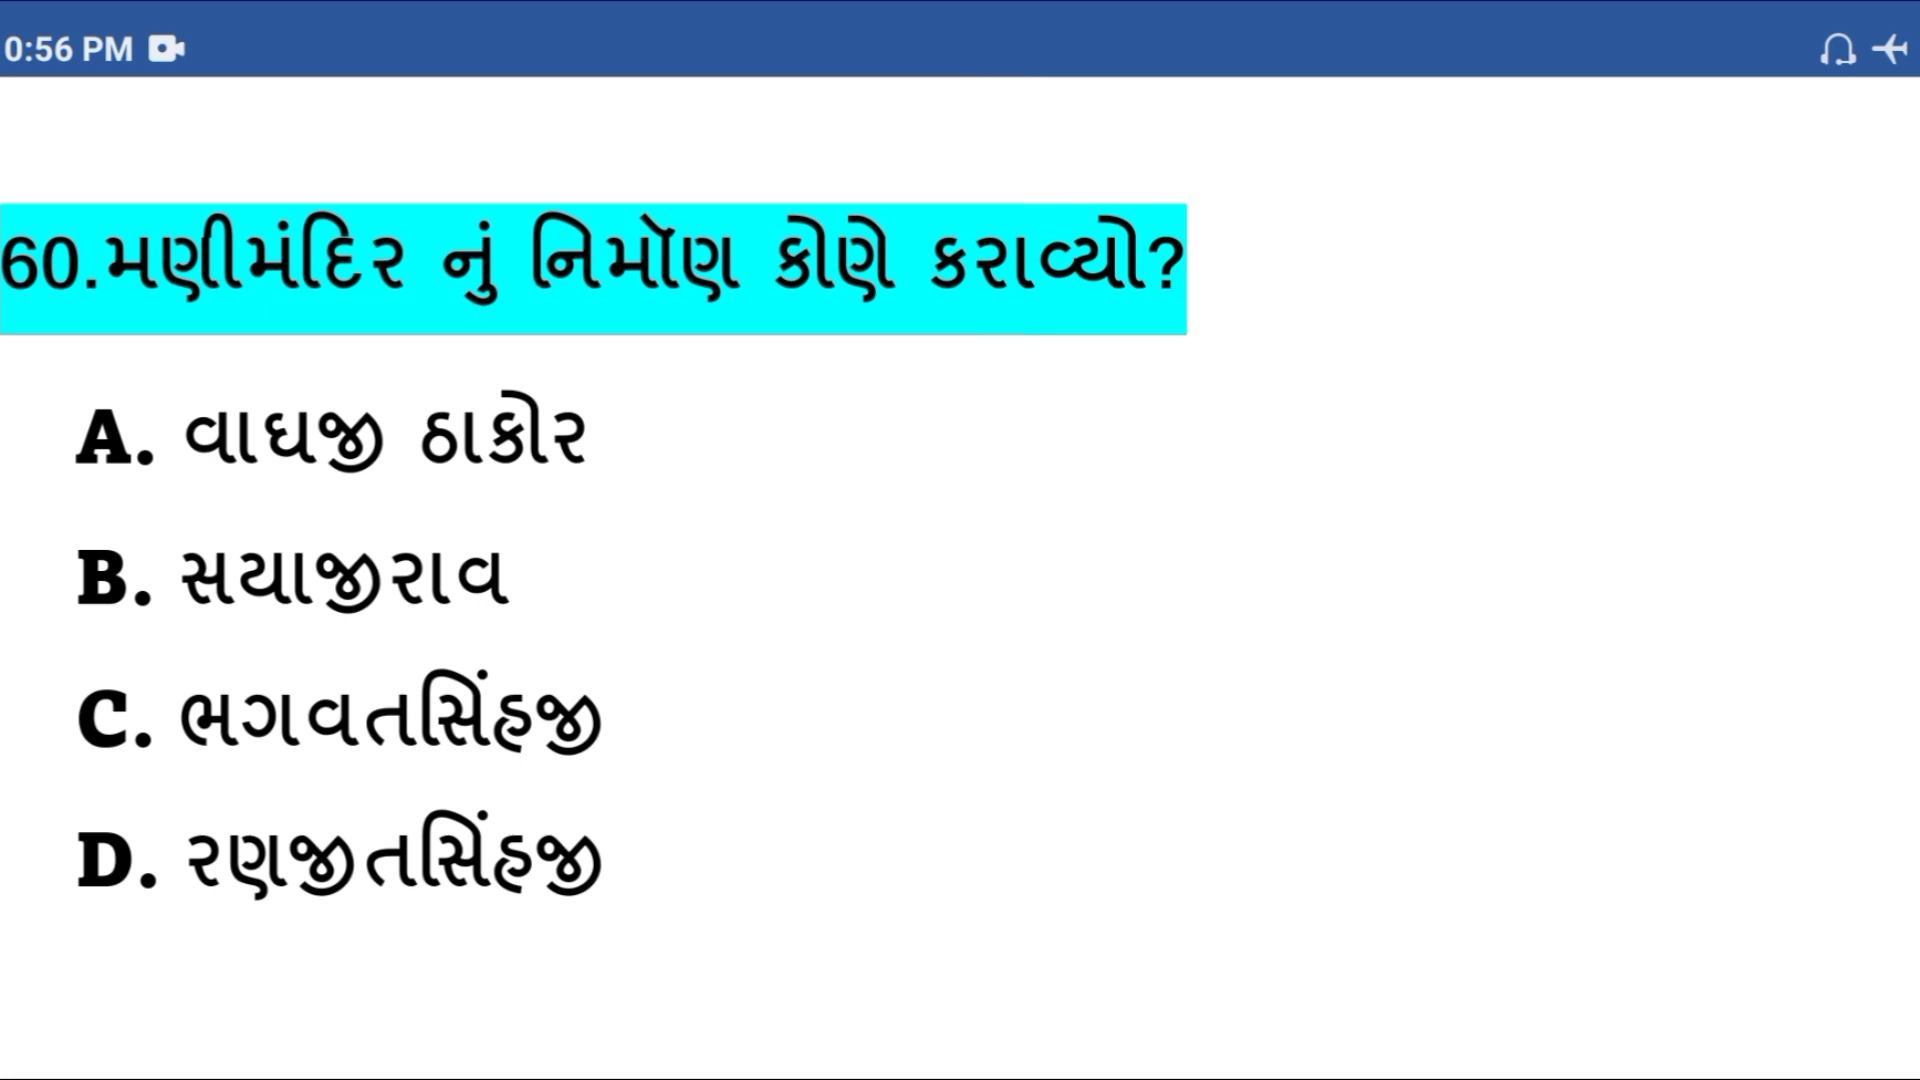 0:56 PM
60.મણીમંદિર નું નિમૉણ કોણે કરાવ્યો?
A. વાઘજી ઠાકોર
B. સયાજીરાવ
C. ભગવતસિંહજી
D. રણજીતસિંહજી